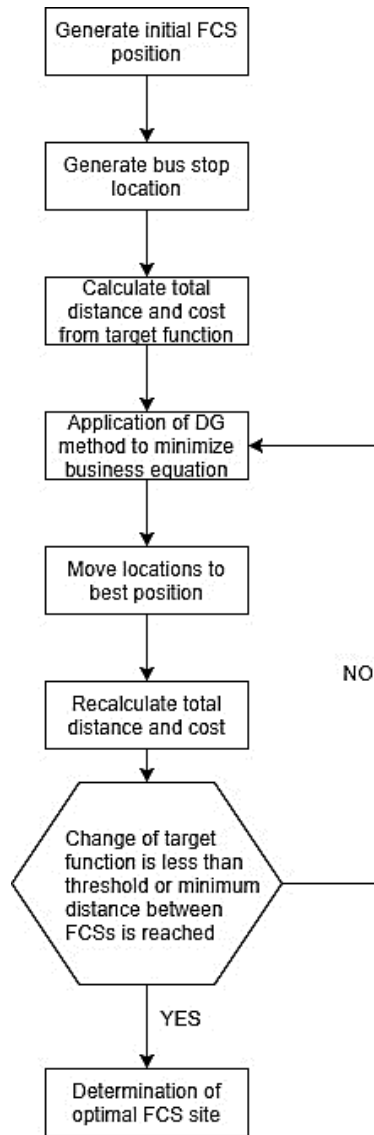 Generate initial FCS
position
Generate bus stop
location
Calculate total
distance and cost
from target function
Application of DG
method to minimize
business equation
Move locations to
best position
NO
Recalculate total
distance and cost
Change of target
function is less than
threshold or minimum
distance between
FCSs is reached
YES
Determination of
optimal FCS site